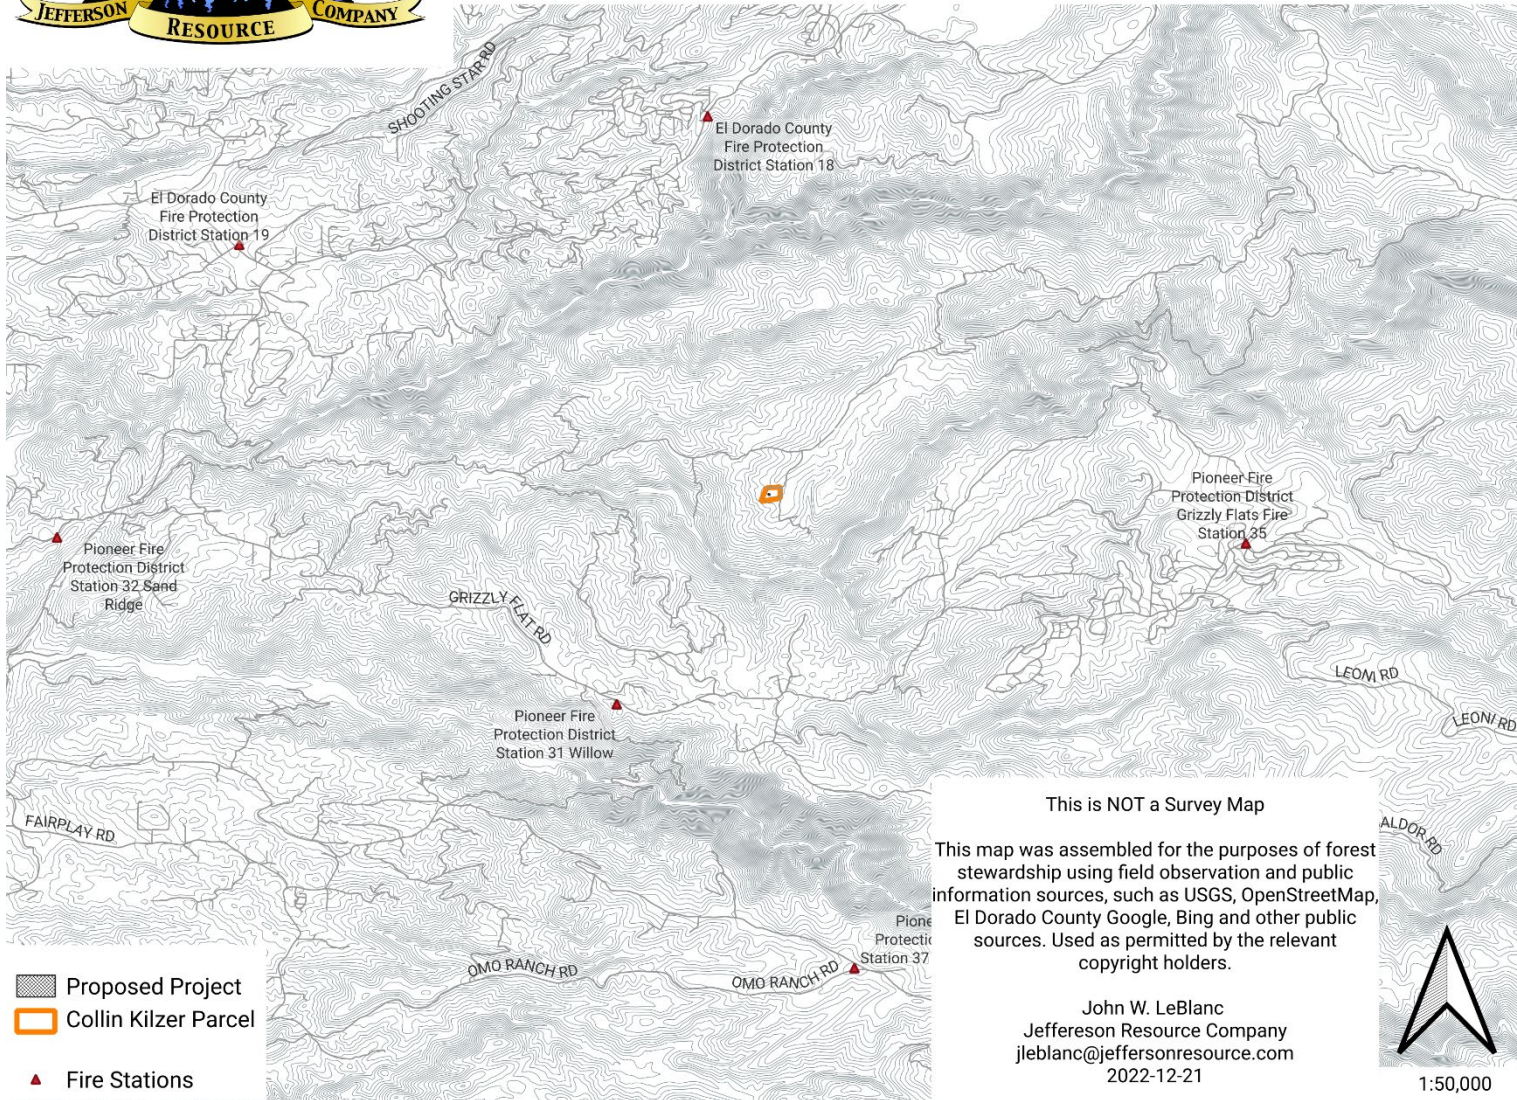 JEFFERSON
RESOURCE
COMPANY
SHOOTING STAR RD
El Dorado County
Fire Protection
District Station 18
El Dorado County
Fire Protection
District Station 19
Pioneer Fire
Protection District
Grizzly Flats Fire
Station 35
Pioneer Fire
Protection District
Station 32 Sand
Ridge
GRIZZLY FLAT RD
LEONI RD
LEONI RD
Pioneer Fire
Protection District
Station 31 Willow
FAIRPLAY RD
ALDOR RD
This is NOT a Survey Map
This map was assembled for the purposes of forest
stewardship using field observation and public
information sources, such as USGS, OpenStreetMap,
El Dorado County Google, Bing and other public
sources. Used as permitted by the relevant
copyright holders.
John W. LeBlanc
Jeffereson Resource Company
jleblanc@jeffersonresource.com
2022-12-21
Pione
Protectic
Station 37
OMO RANCH RD
OMO RANCH RD
Proposed Project
Collin Kilzer Parcel
Fire Stations
1:50,000